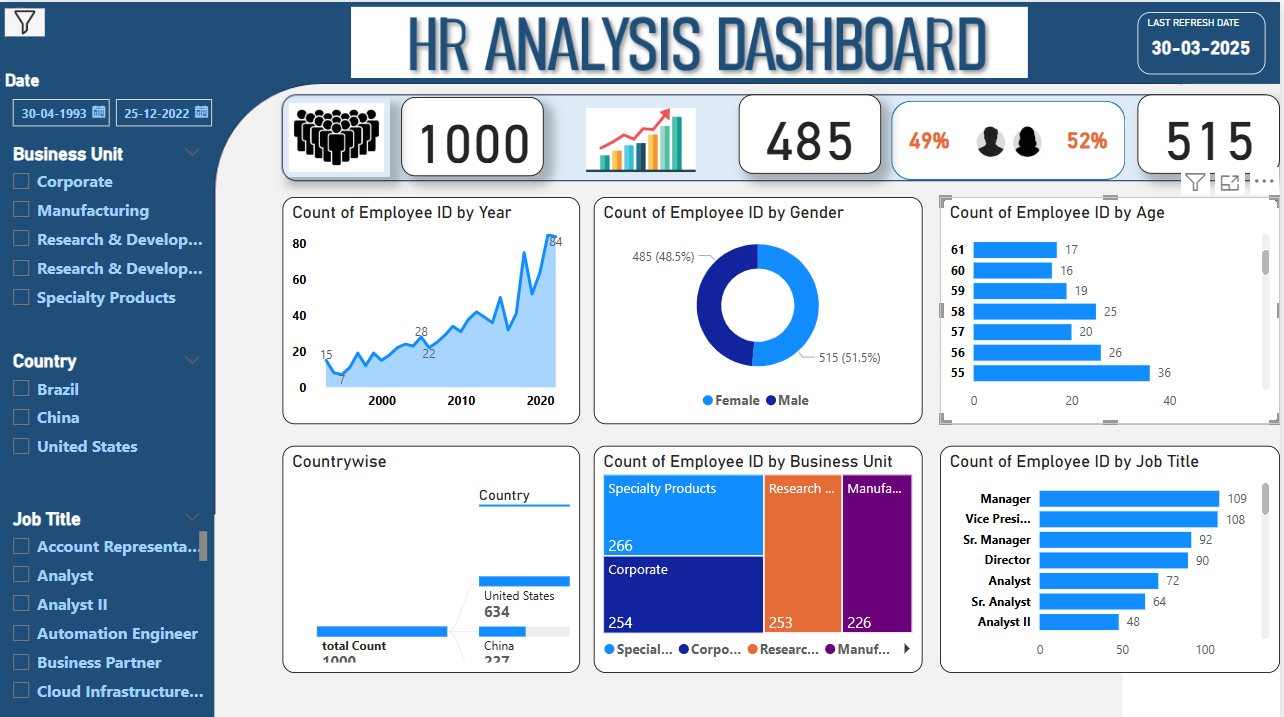 HR ANALYSIS DASHBOARD
LAST REFRESH DATE
30-03-2025
Date
30-04-1993
25-12-2022
Business Unit
Corporate
Manufacturing
Research & Develop...
Research & Develop...
Specialty Products
Country
Brazil
China
United States
Job Title
Account Representa...
Analyst
Analyst II
Automation Engineer
Business Partner
Cloud Infrastructure...
1000
485
49%
52%
515
Count of Employee ID by Year
80
60
40
20
0
15
7
28
22
84
2000
2010
2020
Count of Employee ID by Gender
485 (48.5%)
515 (51.5%)
Female
Male
Count of Employee ID by Age
61 17
60 16
59 19
58 25
57 20
56 26
55 36
0 20 40
Countrywise
Country
United States
634
total Count
1000
China
227
Count of Employee ID by Business Unit
Specialty Products
266
Corporate
254
Research ...
253
Manufa...
226
Special... Corpo... Researc... Manuf...
Count of Employee ID by Job Title
Manager 109
Vice Presi... 108
Sr. Manager 92
Director 90
Analyst 72
Sr. Analyst 64
Analyst II 48
0 50 100